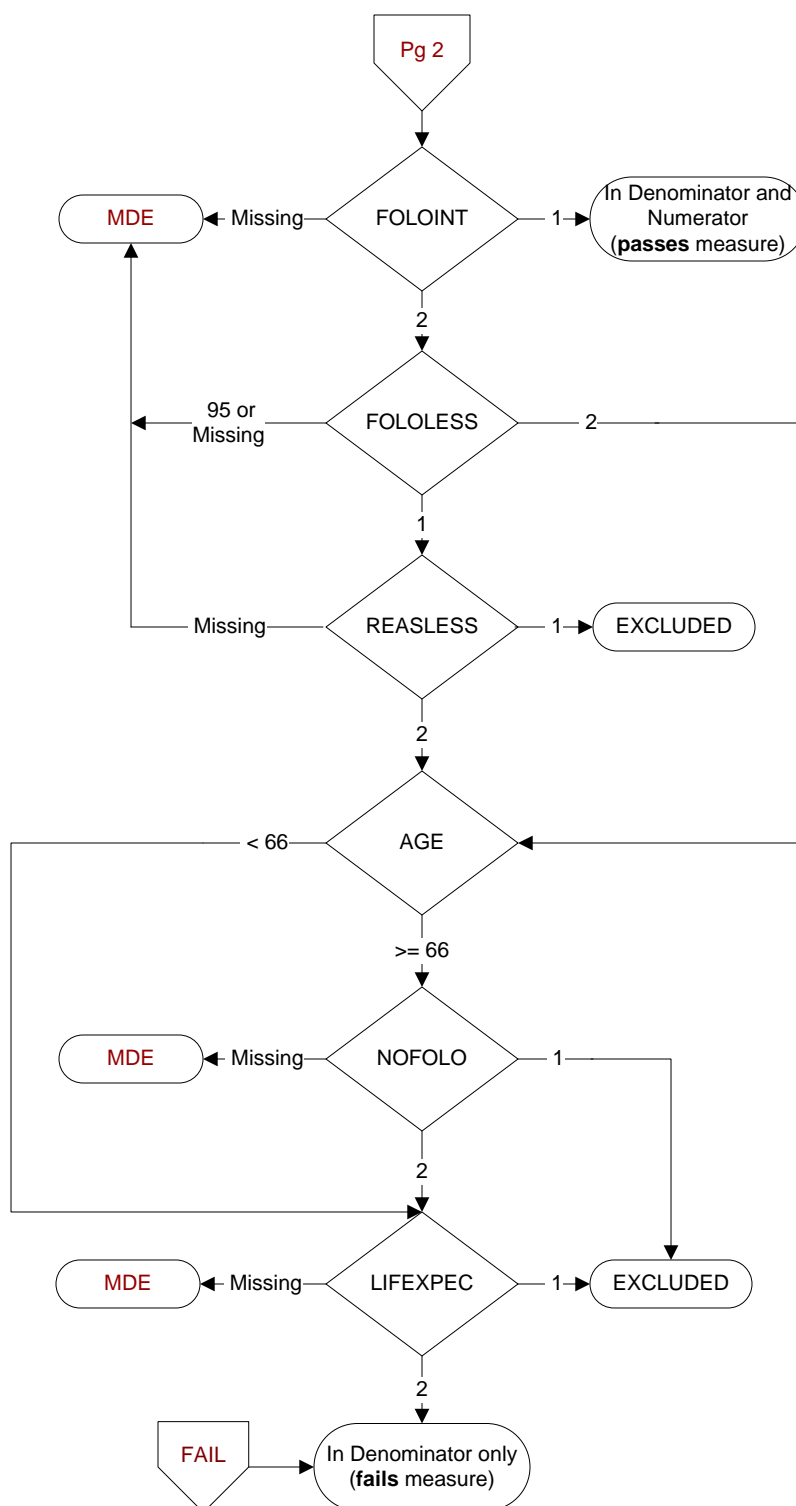 Pg 2
MDE
Missing
FOLOINT
1
In Denominator and
Numerator
(passes measure)
2
95 or
Missing
FOLOLESS
2
1
Missing
REASLESS
1
EXCLUDED
2
< 66
AGE
>= 66
MDE
Missing
NOFOLO
1
2
MDE
Missing
LIFEXPEC
1
EXCLUDED
2
FAIL
In Denominator only
(fails measure)